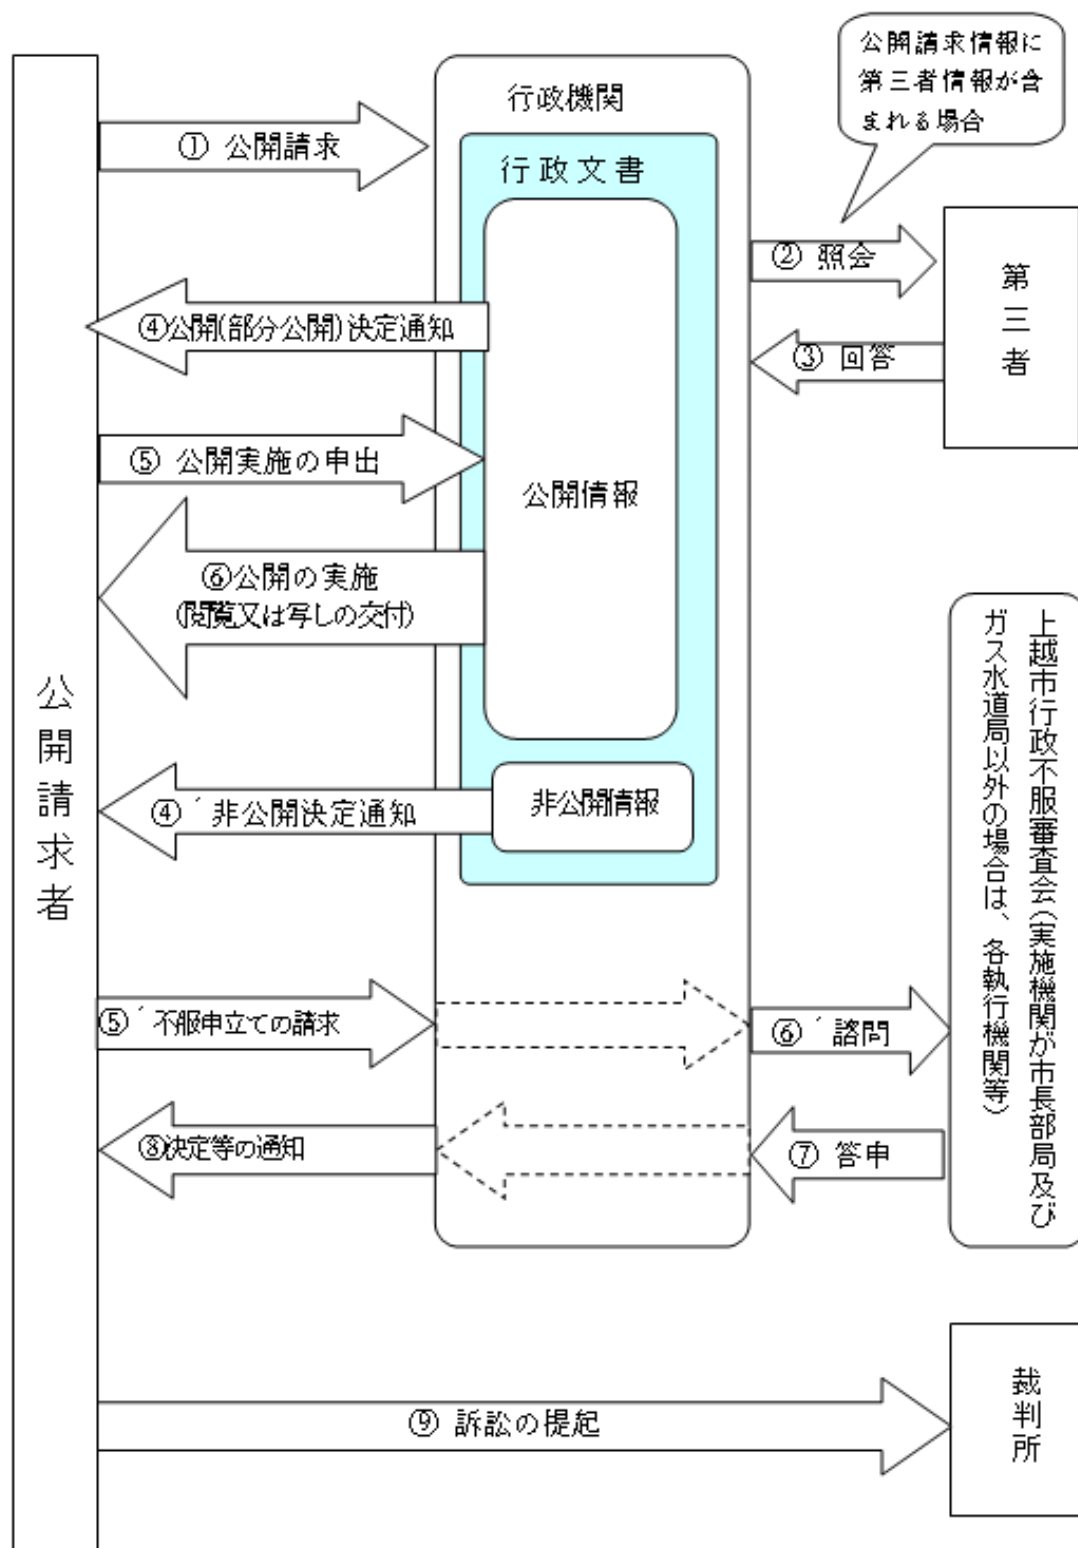 公開請求情報に
第三者情報が含
まれる場合
行政機関
① 公開請求
行政文書
② 照会
第三者
④公開(部分公開)決定通知
③ 回答
⑤ 公開実施の申出
公開情報
⑥公開の実施
(閲覧又は写しの交付)
上越市行政不服審査会(実施機関が市長部局及び
ガス水道局以外の場合は、各執行機関等)
公開請求者
④´非公開決定通知
非公開情報
⑤´不服申立ての請求
⑥´諮問
⑧決定等の通知
⑦ 答申
⑨ 訴訟の提起
裁判所